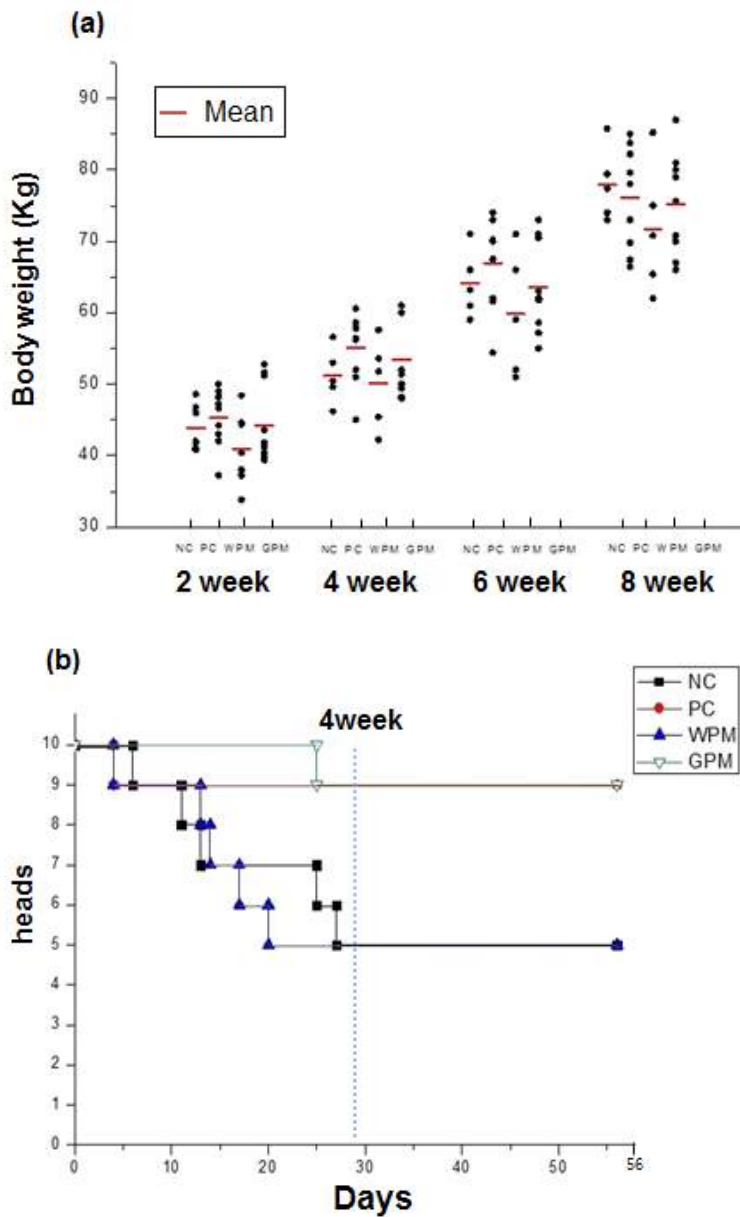 (a)
Mean
Body weight (Kg)
90
80
70
60
50
40
30
NC PC WPM GPM NC PC WPM GPM NC PC WPM GPM NC PC WPM GPM
2 week 4 week 6 week 8 week
(b)
NC
PC
WPM
GPM
4week
heads
10
9
8
7
6
5
4
3
2
1
0
0 10 20 30 40 50 56
Days